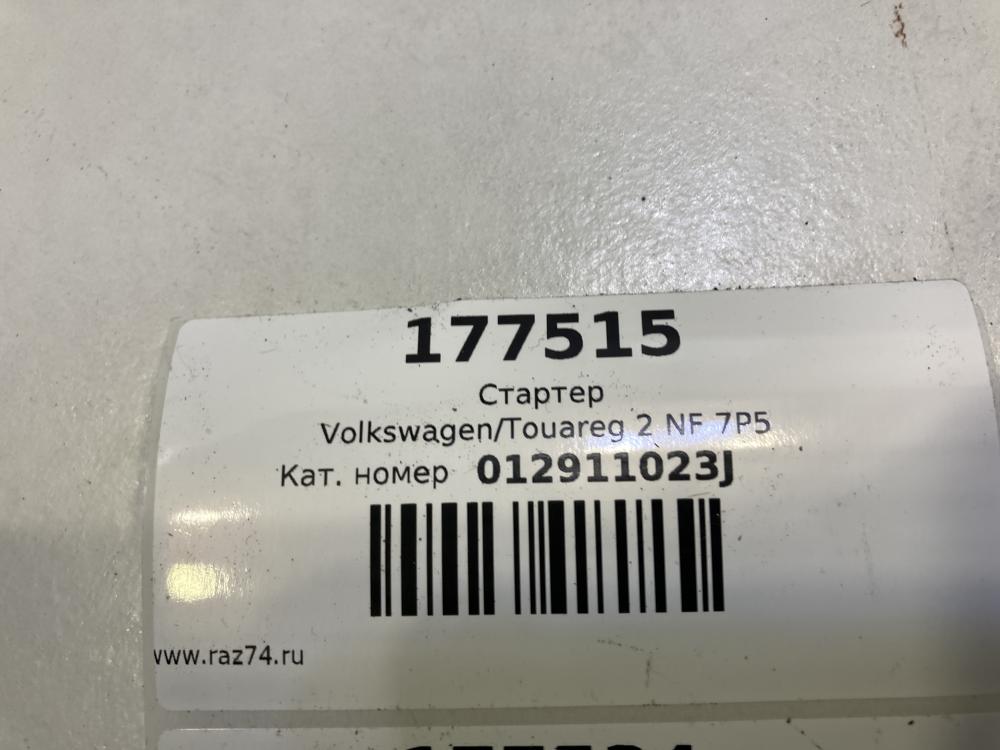 177515
Стартер
Volkswagen/Touareg 2 NF 7P5
Кат. номер 012911023J
www.raz74.ru